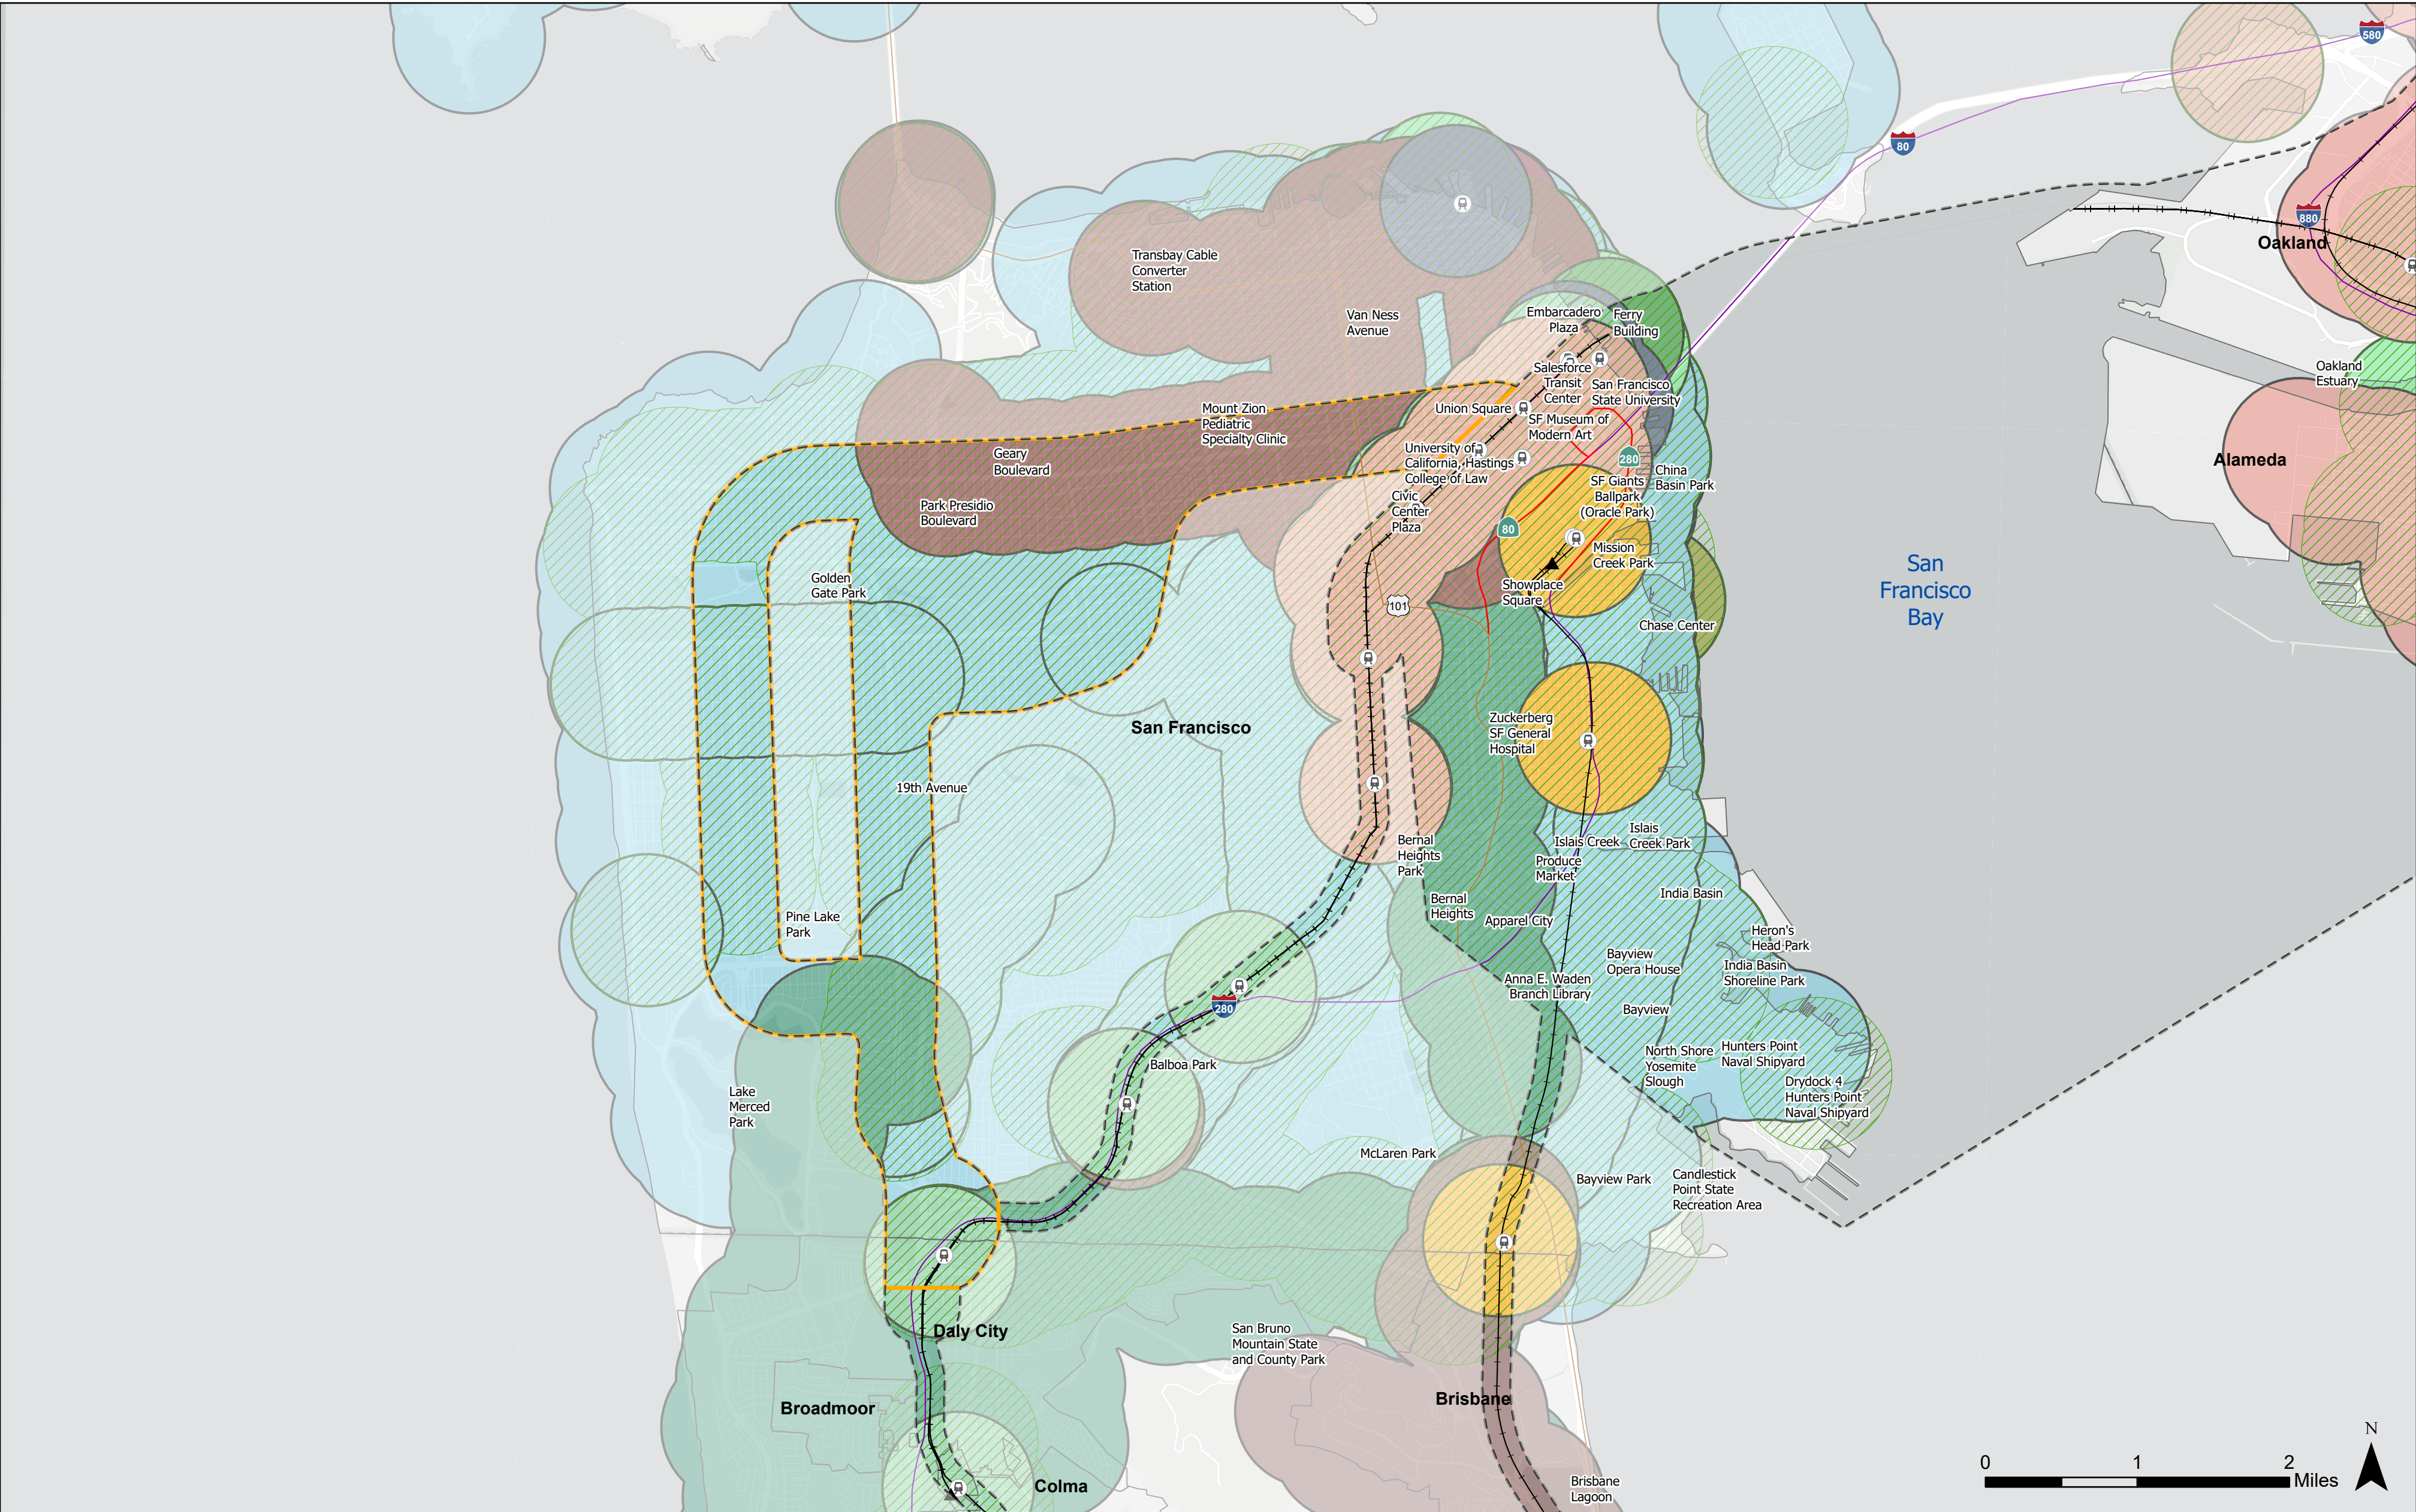 580
80
880
Oakland
Transbay Cable
Converter
Station
Van Ness
Avenue
Embarcadero
Plaza
Ferry
Building
Salesforce
Transit
Center
San Francisco
State University
Oakland
Estuary
Union Square
SF Museum of
Modern Art
Mount Zion
Pediatric
Specialty Clinic
Geary
Boulevard
University of
California, Hastings
College of Law
280
China
Basin Park
Alameda
SF Giants
Ballpark
(Oracle Park)
Park Presidio
Boulevard
Civic
Center
Plaza
80
Mission
Creek Park
Golden
Gate Park
Showplace
Square
101
San
Francisco
Bay
Chase Center
San Francisco
Zuckerberg
SF General
Hospital
19th Avenue
Bernal
Heights
Park
Islais Creek
Islais
Creek Park
Produce
Market
India Basin
Bernal
Heights
Apparel City
Pine Lake
Park
Heron's
Head Park
Bayview
Opera House
India Basin
Shoreline Park
Anna E. Waden
Branch Library
280
Bayview
Balboa Park
North Shore
Yosemite
Slough
Hunters Point
Naval Shipyard
Drydock 4
Hunters Point
Naval Shipyard
Lake
Merced
Park
McLaren Park
Bayview Park
Candlestick
Point State
Recreation Area
Daly City
San Bruno
Mountain State
and County Park
Broadmoor
Brisbane
Colma
Brisbane
Lagoon
N
0 1 2
Miles